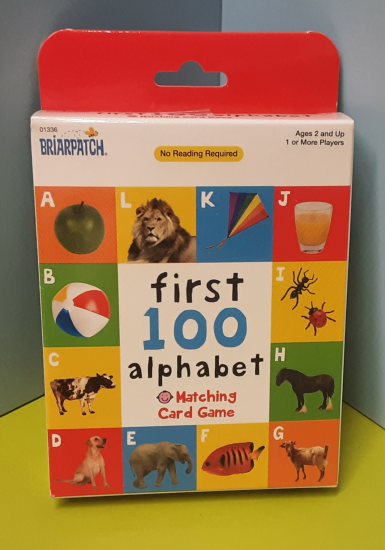 01336
BRIARPATCH
No Reading Required
Ages 2 and Up
1 or More Players
A
L
K
J
B
I
C
H
D
E
F
G
first
100
alphabet
Matching
Card Game